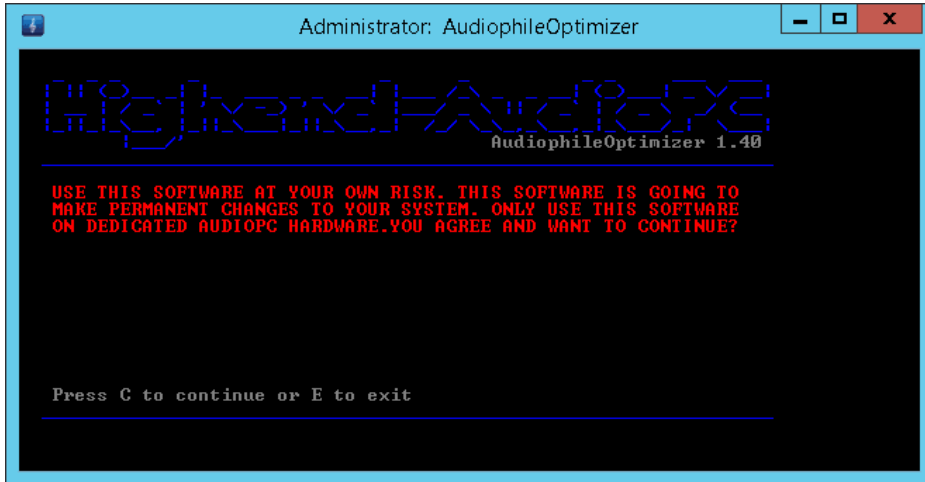 Administrator: AudiophileOptimizer
Highend-AudioPC
AudiophileOptimizer 1.40
USE THIS SOFTWARE AT YOUR OWN RISK. THIS SOFTWARE IS GOING TO
MAKE PERMANENT CHANGES TO YOUR SYSTEM. ONLY USE THIS SOFTWARE
ON DEDICATED AUDIOPC HARDWARE.YOU AGREE AND WANT TO CONTINUE?
Press C to continue or E to exit